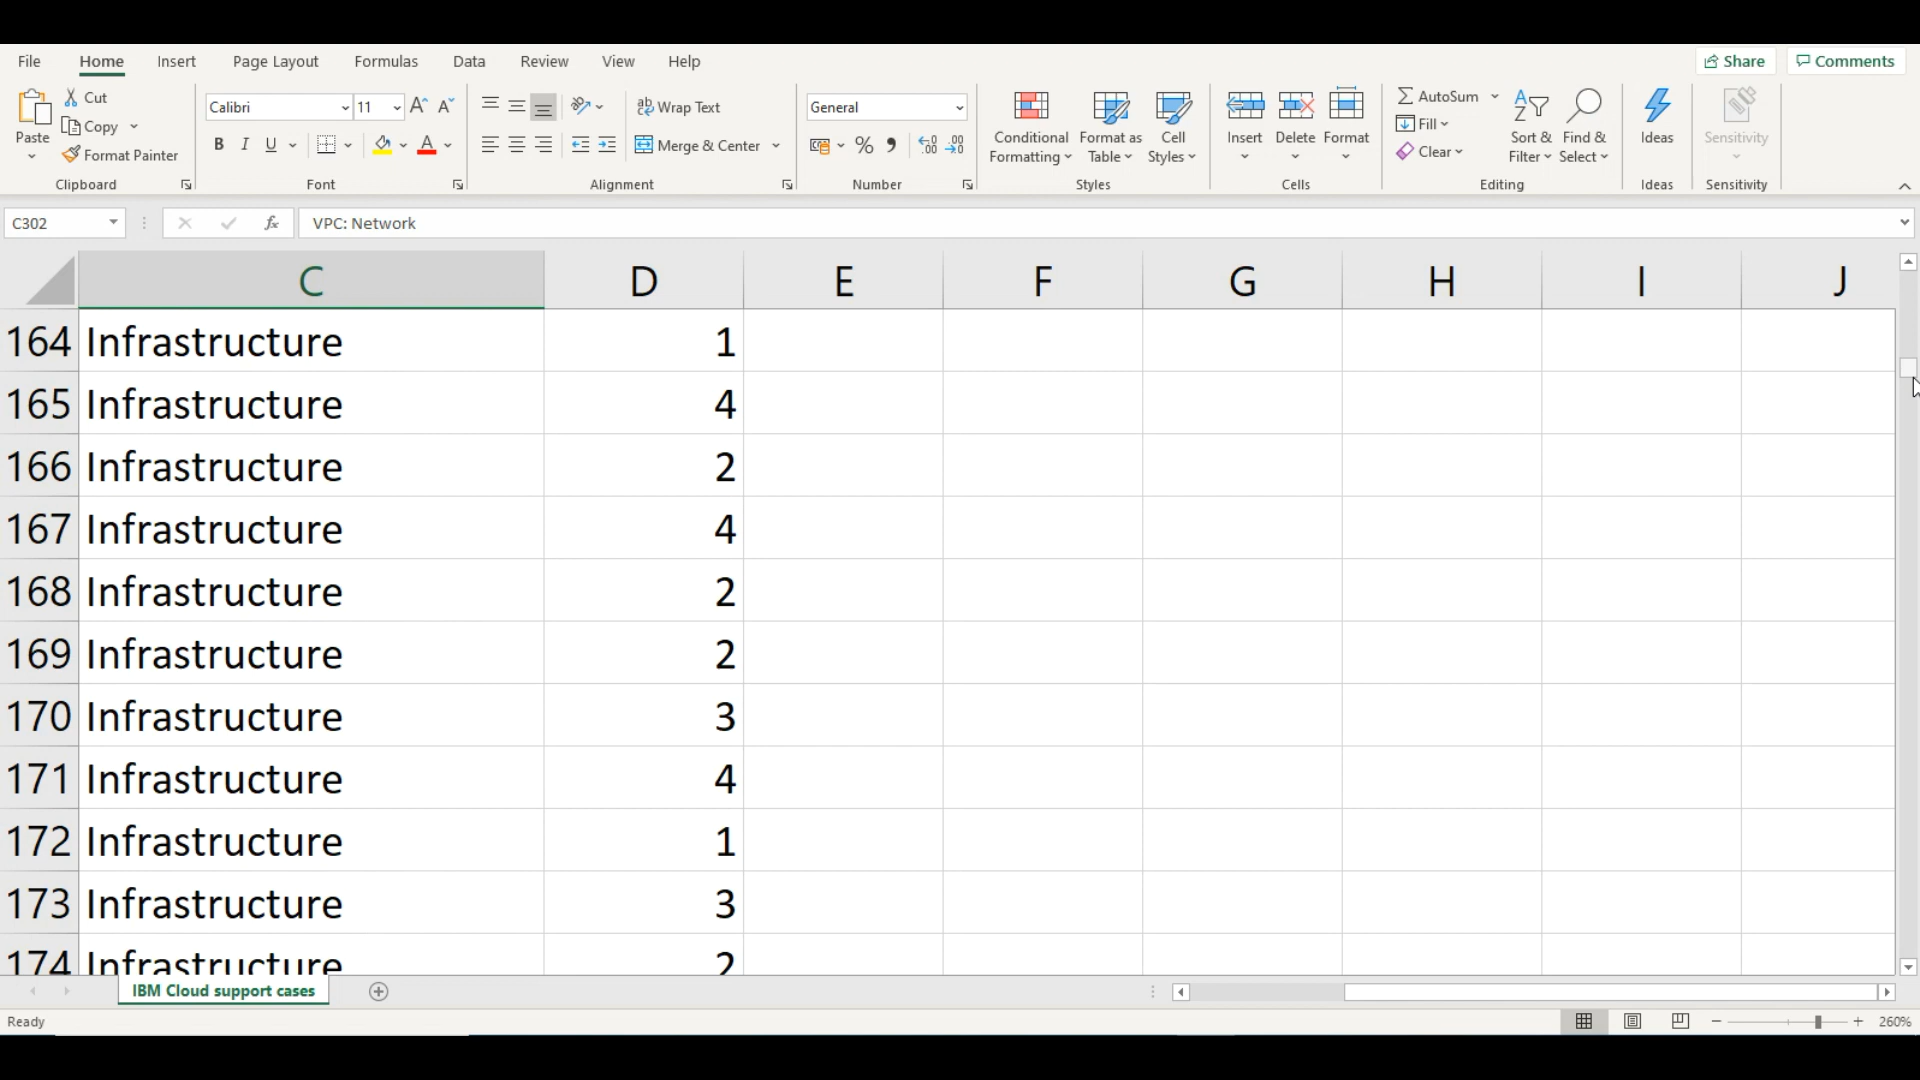 File Home Insert Page Layout Formulas Data Review View Help Share Comments
Paste Cut Copy Format Painter Clipboard
Calibri 11 A A B I U A Font
Wrap Text Merge & Center Alignment
General % Number
Conditional Formatting Format as Table Cell Styles Styles
Insert Delete Format Cells
AutoSum Fill Clear Sort & Filter Find & Select Editing
Ideas Ideas
Sensitivity Sensitivity
C302 fx VPC: Network
C D E F G H I J
164 Infrastructure 1
165 Infrastructure 4
166 Infrastructure 2
167 Infrastructure 4
168 Infrastructure 2
169 Infrastructure 2
170 Infrastructure 3
171 Infrastructure 4
172 Infrastructure 1
173 Infrastructure 3
174 Infrastructure 2
IBM Cloud support cases
Ready 260%